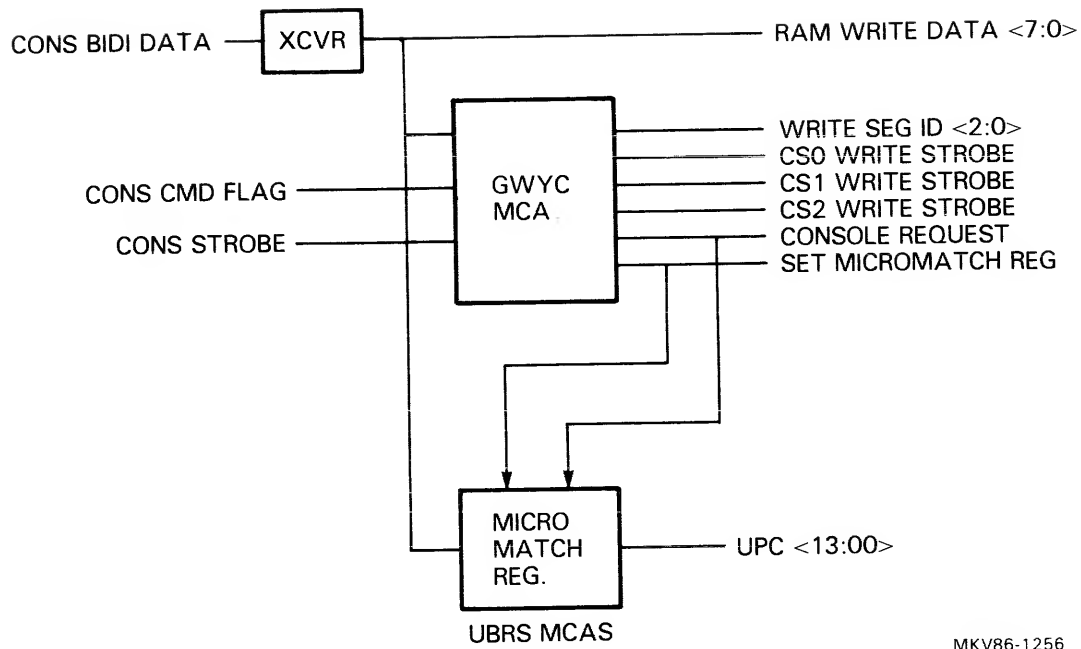 CONS BIDI DATA
XCVR
RAM WRITE DATA <7:0>
WRITE SEG ID <2:0>
CS0 WRITE STROBE
CONS CMD FLAG
GWYC
MCA
CS1 WRITE STROBE
CS2 WRITE STROBE
CONS STROBE
CONSOLE REQUEST
SET MICROMATCH REG
MICRO
MATCH
REG.
UPC <13:00>
UBRS MCAS
MKV86-1256